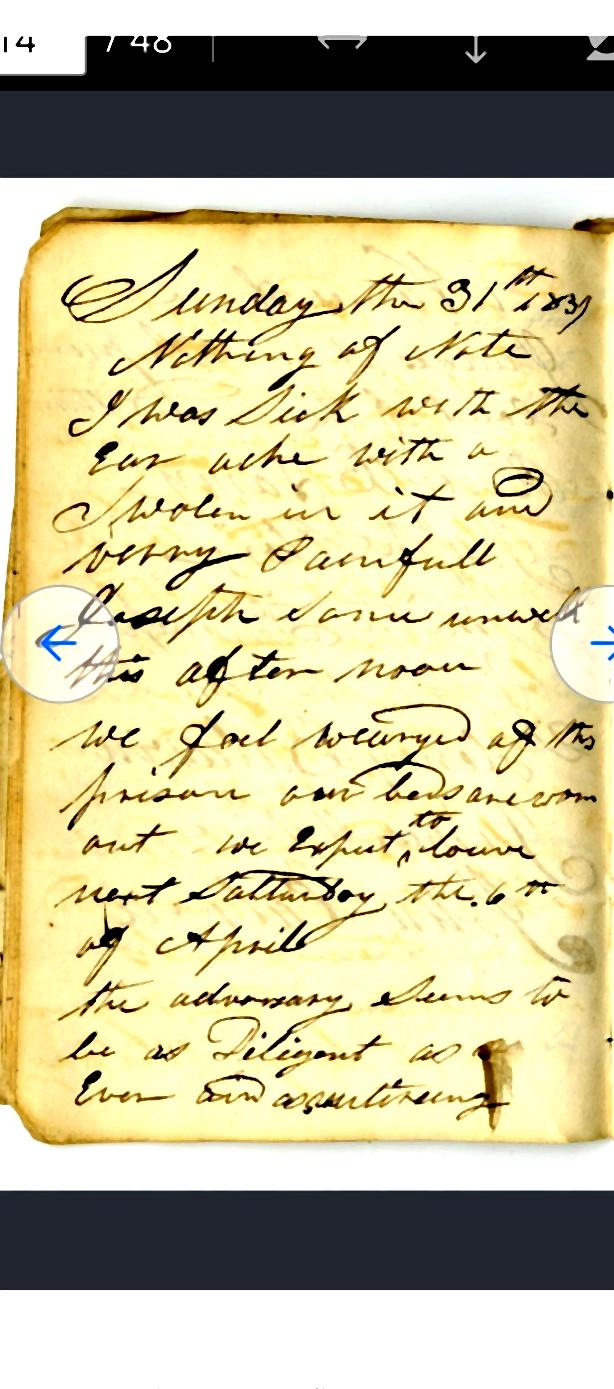 14 / 48
Sunday the 31st 183
Nothing of Note
I was Sick with the
Ear ache with a
Swolen in it and
verry Painfull
Joseph Some unwell
this after noon
we feel wearyed of this
prison our beds are worn
out we Expect to leave
next Satturday the 6th
of April
the adversary Seems to
be as Diligent as
Ever and